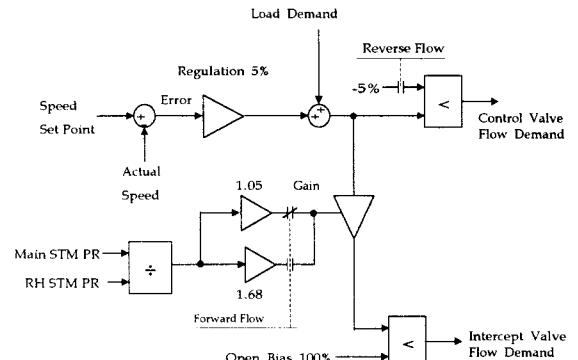 Load Demand
Reverse Flow
Regulation 5%
-5%
<
Speed
Set Point
Error
+
-
+
+
Control Valve
Flow Demand
Actual
Speed
1.05
Gain
Main STM PR
RH STM PR
÷
1.68
Forward Flow
Open Bias 100%
<
Intercept Valve
Flow Demand